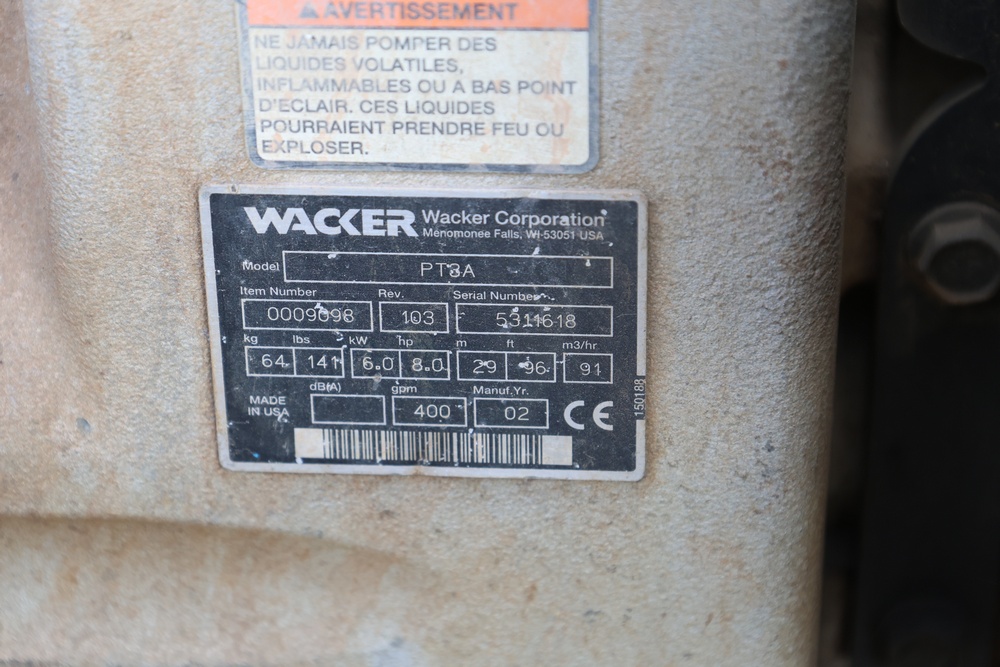 AVERTISSEMENT
NE JAMAIS POMPER DES
LIQUIDES VOLATILES,
INFLAMMABLES OU A BAS POINT
D'ECLAIR. CES LIQUIDES
POURRAIENT PRENDRE FEU OU
EXPLOSER.
WACKER Wacker Corporation
Menomonee Falls, WI-53051 USA
Model PT3A
Item Number Rev. Serial Number
0009098 103 5311618
kg lbs kW hp m ft m3/hr
64 141 6.0 8.0 29 96 91
dB(A) gpm Manuf.Yr.
MADE IN USA 400 02 CE
150188